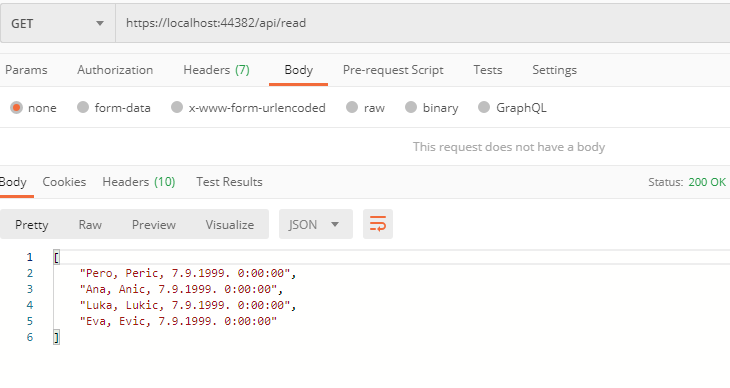 GET https://localhost:44382/api/read
Params Authorization Headers (7) Body Pre-request Script Tests Settings
none form-data x-www-form-urlencoded raw binary GraphQL
This request does not have a body
Body Cookies Headers (10) Test Results Status: 200 OK
Pretty Raw Preview Visualize JSON
1 [
2 "Pero, Peric, 7.9.1999. 0:00:00",
3 "Ana, Anic, 7.9.1999. 0:00:00",
4 "Luka, Lukic, 7.9.1999. 0:00:00",
5 "Eva, Evic, 7.9.1999. 0:00:00"
6 ]